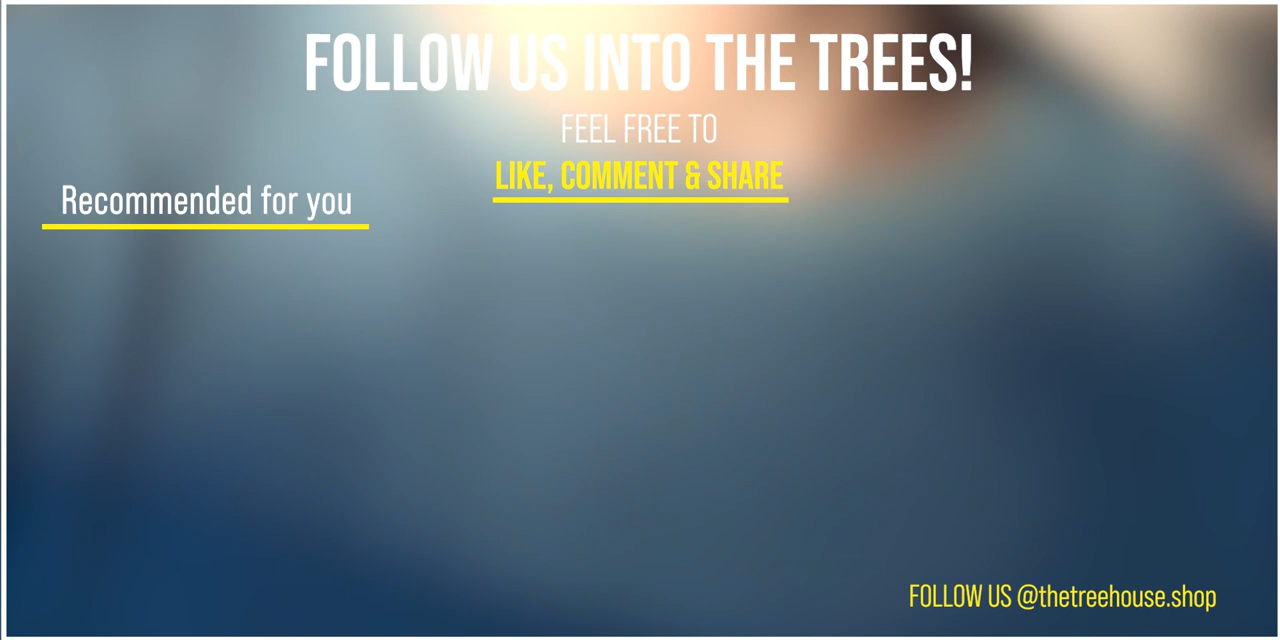 FOLLOW US INTO THE TREES!
FEEL FREE TO
LIKE, COMMENT & SHARE
Recommended for you
FOLLOW US @thetreehouse.shop